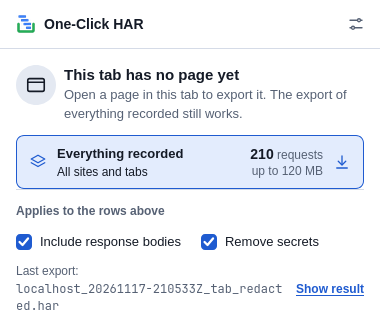 One-Click HAR
This tab has no page yet
Open a page in this tab to export it. The export of
everything recorded still works.
Everything recorded
210 requests
All sites and tabs
up to 120 MB
Applies to the rows above
Include response bodies
Remove secrets
Last export:
localhost_20261117-210533Z_tab_redact
ed.har
Show result